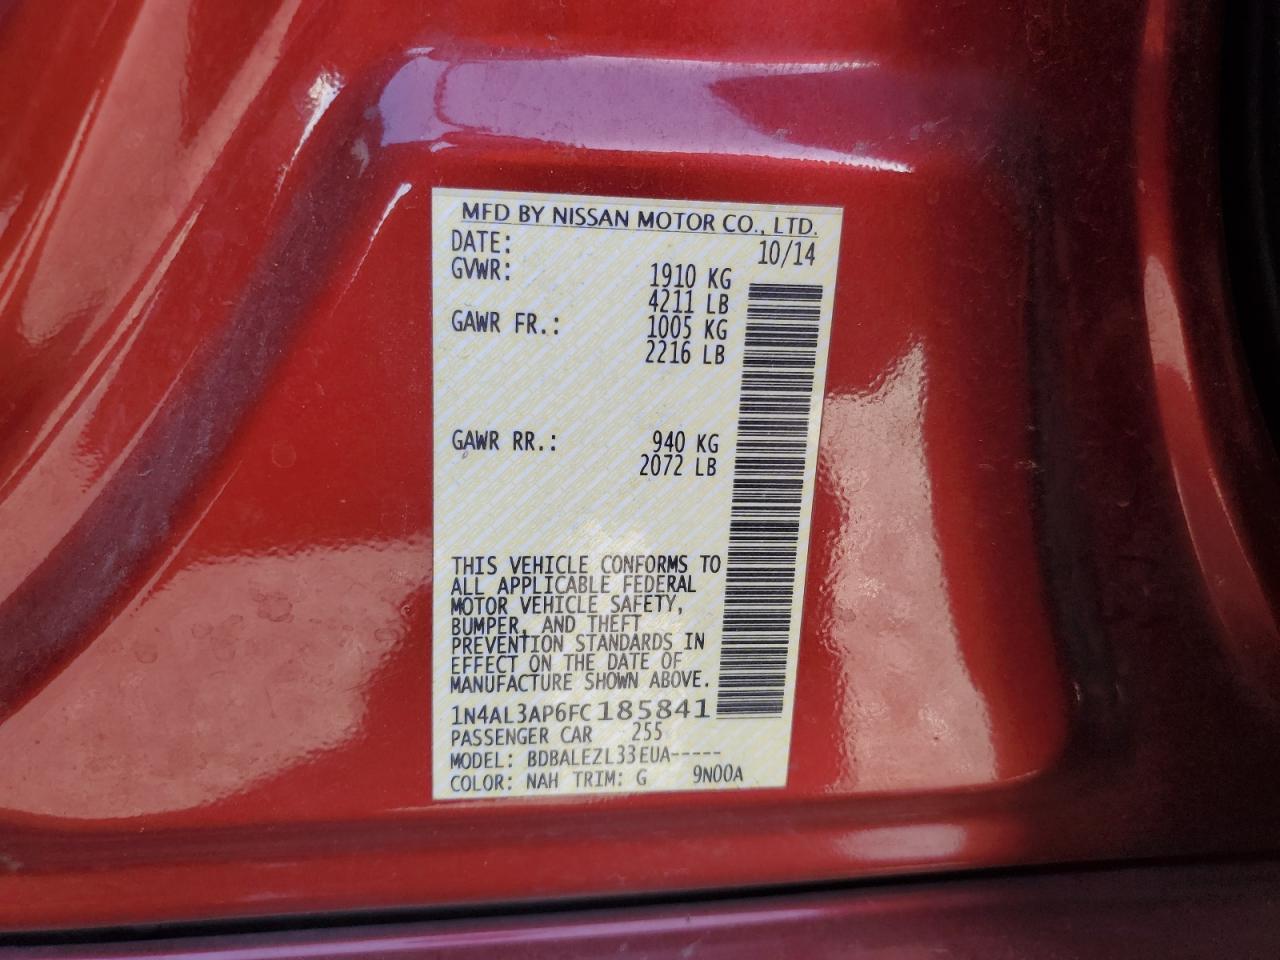 MFD BY NISSAN MOTOR CO., LTD.
DATE: 10/14
GVWR: 1910 KG
4211 LB
GAWR FR.: 1005 KG
2216 LB
GAWR RR.: 940 KG
2072 LB
THIS VEHICLE CONFORMS TO
ALL APPLICABLE FEDERAL
MOTOR VEHICLE SAFETY,
BUMPER, AND THEFT
PREVENTION STANDARDS IN
EFFECT ON THE DATE OF
MANUFACTURE SHOWN ABOVE.
1N4AL3AP6FC185841
PASSENGER CAR 255
MODEL: BDBALEZL33EUA-----
COLOR: NAH TRIM: G 9N00A